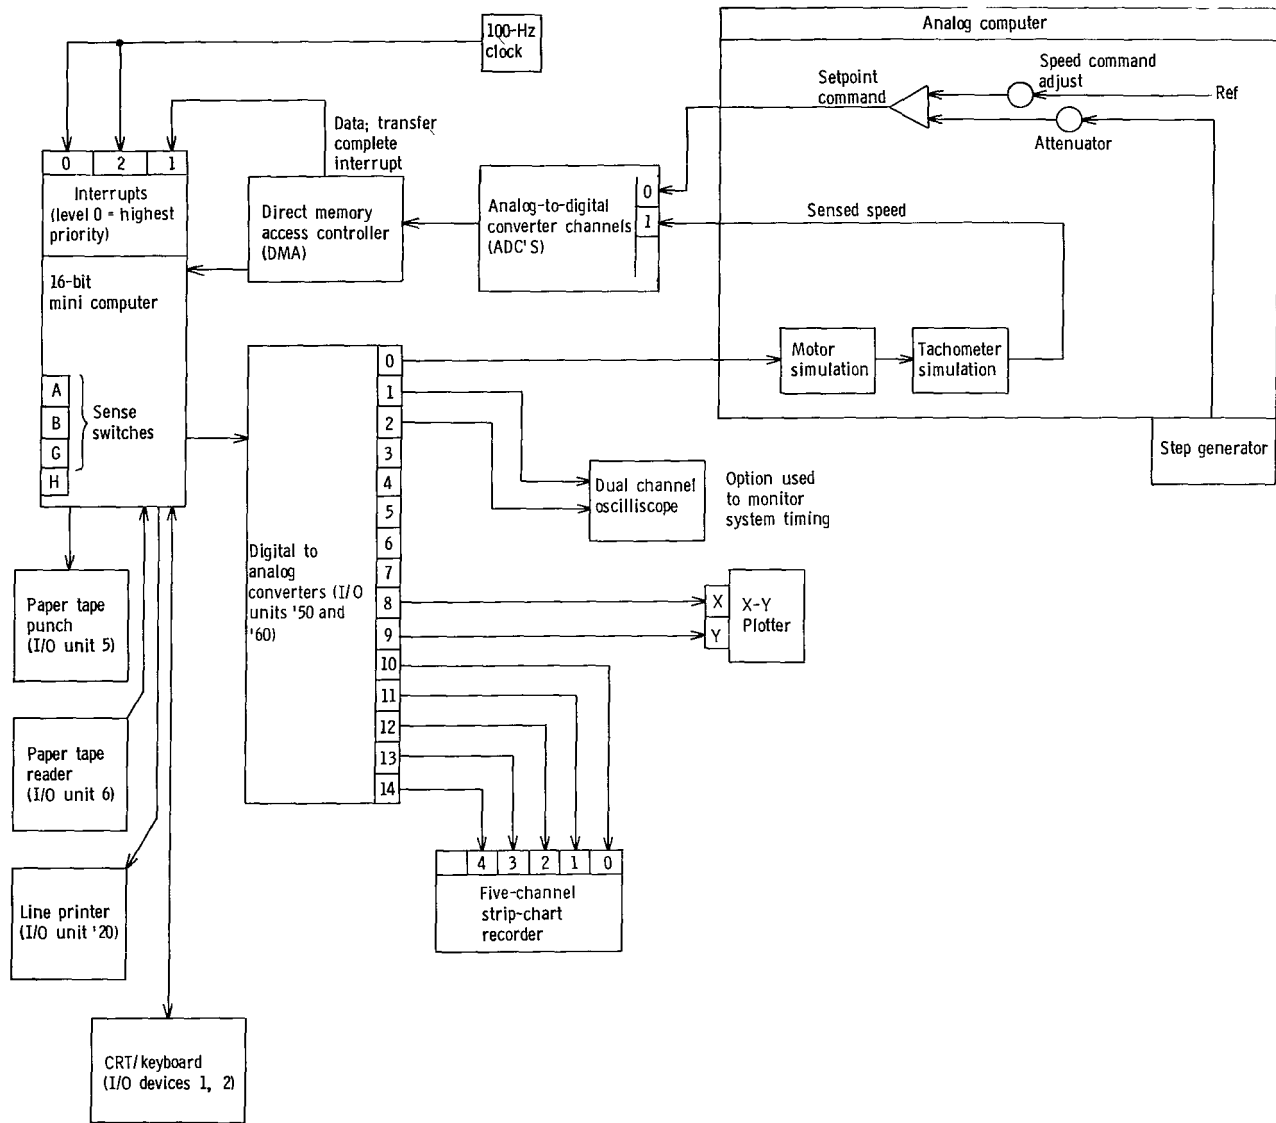 100-Hz
clock
Analog computer
Setpoint
command
Speed command
adjust
Ref
Attenuator
Data; transfer
complete
interrupt
0 2 1
Interrupts
(level 0 = highest
priority)
Direct memory
access controller
(DMA)
Analog-to-digital
converter channels
(ADC'S)
0
1
Sensed speed
16-bit
mini computer
A
B
G
H
Sense
switches
Motor
simulation
Tachometer
simulation
Step generator
Digital to
analog
converters (I/O
units '50 and
'60)
0
1
2
3
4
5
6
7
8
9
10
11
12
13
14
Dual channel
oscilliscope
Option used
to monitor
system timing
X
Y
X-Y
Plotter
Paper tape
punch
(I/O unit 5)
Paper tape
reader
(I/O unit 6)
Line printer
(I/O unit '20)
4 3 2 1 0
Five-channel
strip-chart
recorder
CRT/keyboard
(I/O devices 1, 2)